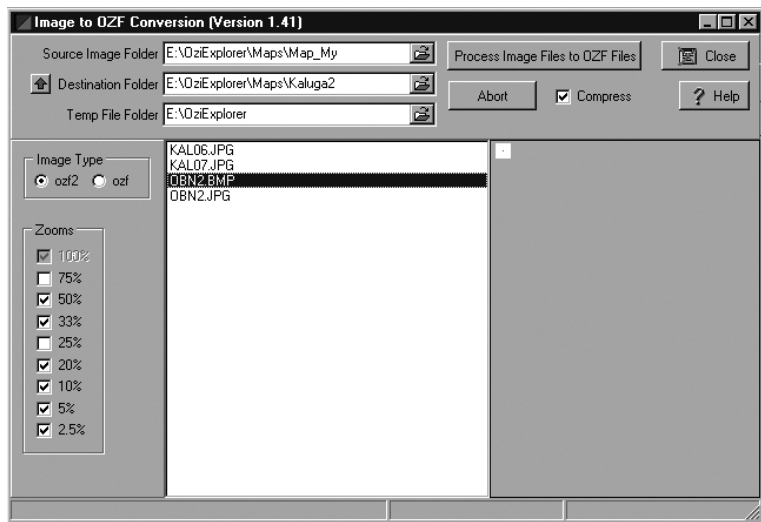 Image to OZF Conversion (Version 1.41)
Source Image Folder E:\OziExplorer\Maps\Map_My
Process Image Files to OZF Files
Close
Destination Folder E:\OziExplorer\Maps\Kaluga2
Abort
Compress
? Help
Temp File Folder E:\OziExplorer
Image Type
ozf2 ozf
Zooms
100%
75%
50%
33%
25%
20%
10%
5%
2.5%
KAL06.JPG
KAL07.JPG
OBN2.BMP
OBN2.JPG